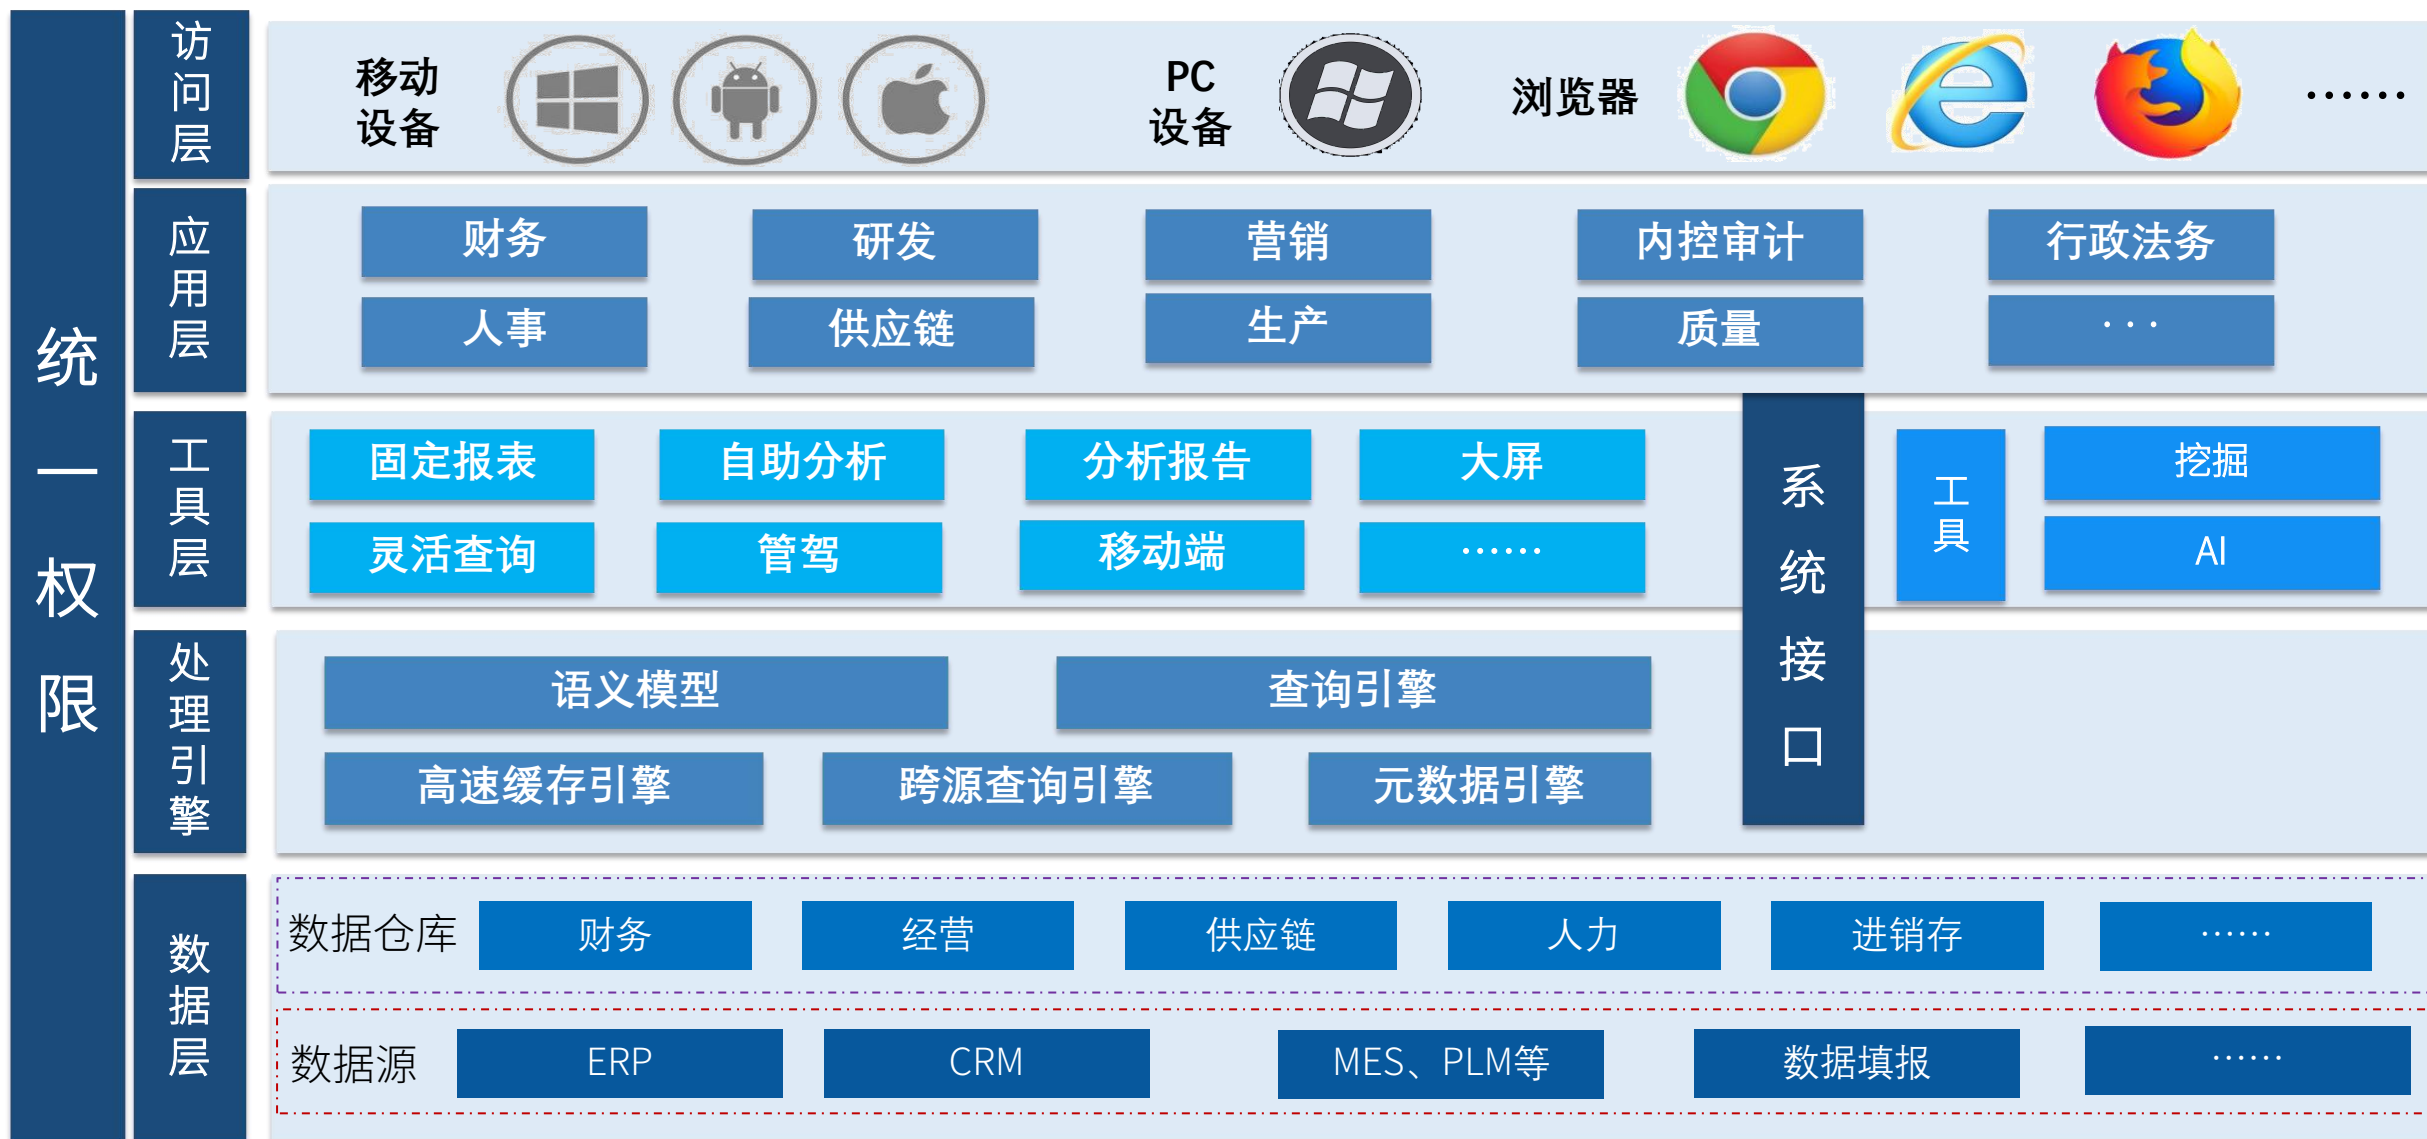 统一权限
访问层
移动
设备
PC
设备
浏览器
······
应用层
财务
研发
营销
内控审计
行政法务
人事
供应链
生产
质量
···
工具层
固定报表
自助分析
分析报告
大屏
灵活查询
管驾
移动端
······
系统接口
工具
挖掘
AI
处理引擎
语义模型
查询引擎
高速缓存引擎
跨源查询引擎
元数据引擎
数据层
数据仓库
财务
经营
供应链
人力
进销存
······
数据源
ERP
CRM
MES、PLM等
数据填报
······